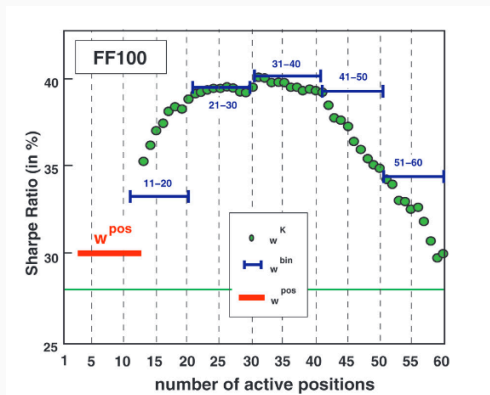 FF100
40
35
30
25
Sharpe Ratio (in %)
31–40
41–50
21–30
11–20
51–60
w pos
w K
w bin
w pos
1 5 10 15 20 25 30 35 40 45 50 55 60
number of active positions